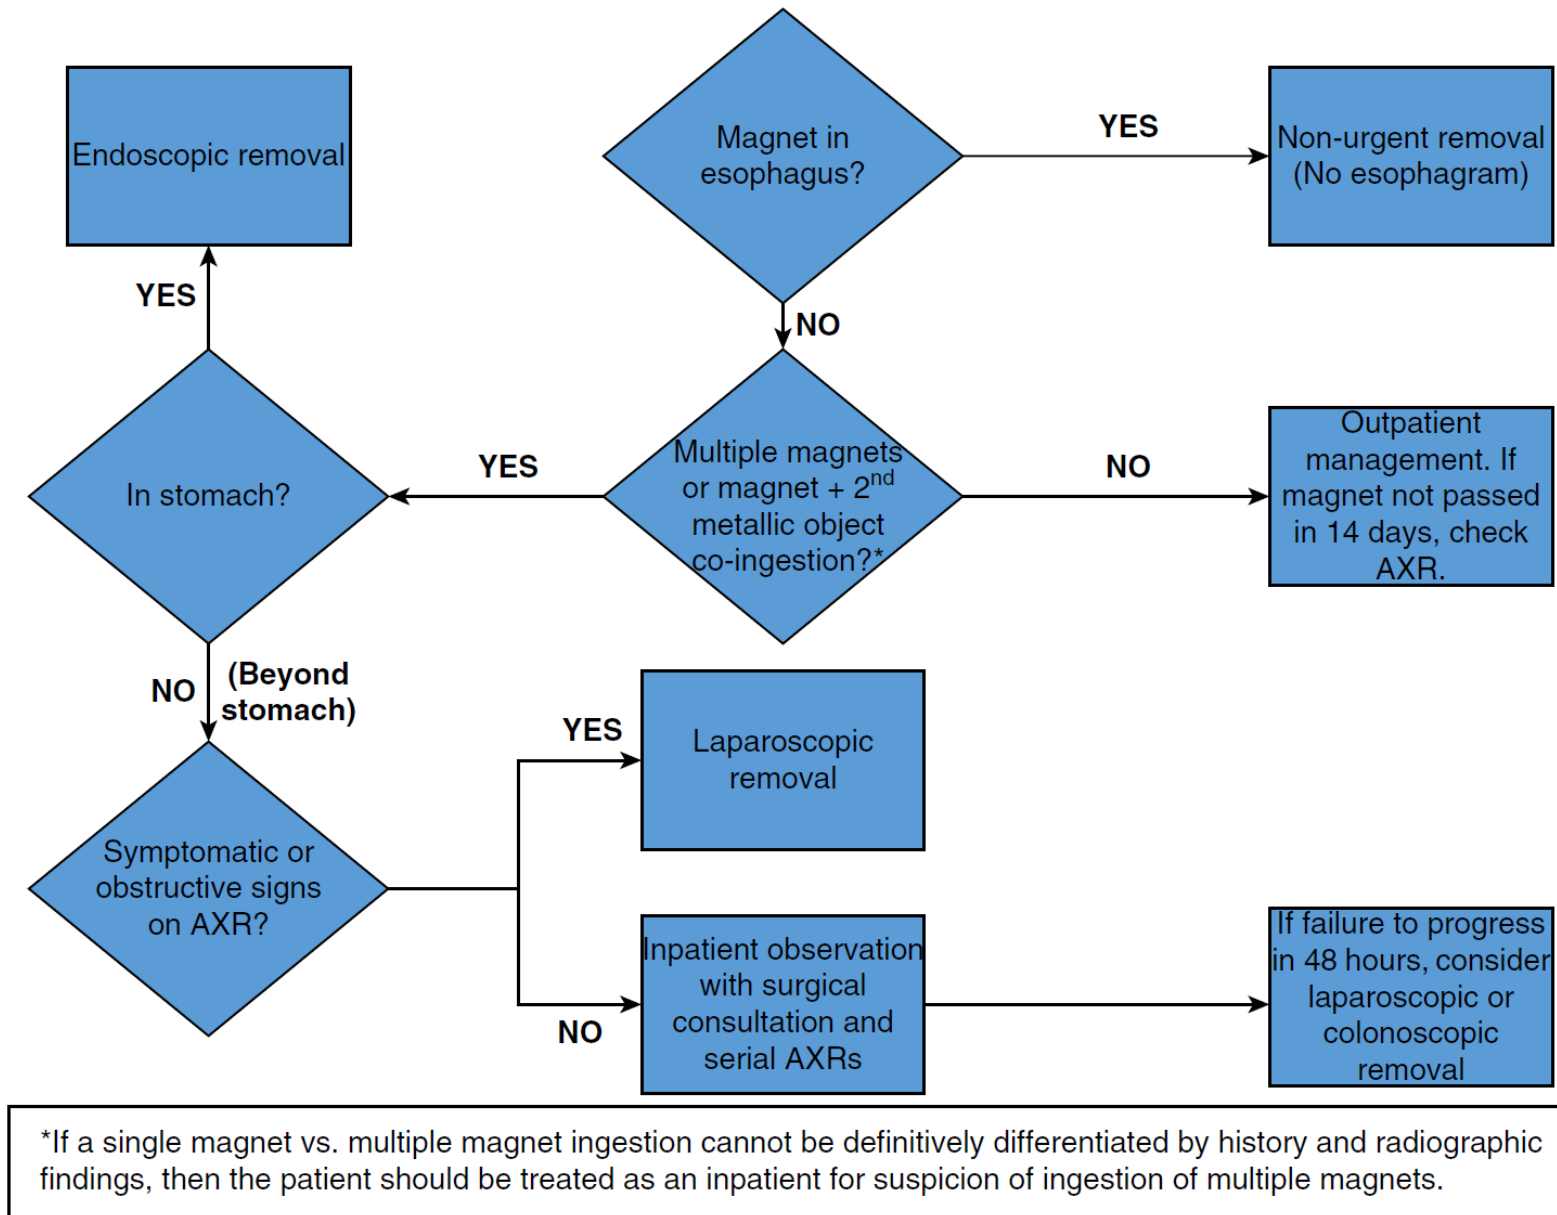 Magnet in
esophagus?
YES
Non-urgent removal
(No esophagram)
NO
Multiple magnets
or magnet + 2nd
metallic object
co-ingestion?*
NO
Outpatient
management. If
magnet not passed
in 14 days, check
AXR.
YES
In stomach?
YES
Endoscopic removal
NO
(Beyond
stomach)
Symptomatic or
obstructive signs
on AXR?
YES
Laparoscopic
removal
NO
Inpatient observation
with surgical
consultation and
serial AXRs
If failure to progress
in 48 hours, consider
laparoscopic or
colonoscopic
removal
*If a single magnet vs. multiple magnet ingestion cannot be definitively differentiated by history and radiographic
findings, then the patient should be treated as an inpatient for suspicion of ingestion of multiple magnets.